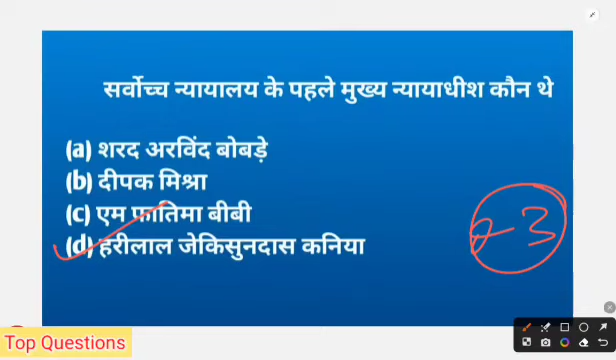 सर्वोच्च न्यायालय के पहले मुख्य न्यायाधीश कौन थे
(a) शरद अरविंद बोबड़े
(b) दीपक मिश्रा
(c) एम फातिमा बीबी
(d) हरीलाल जेकिसुनदास कनिया
Top Questions